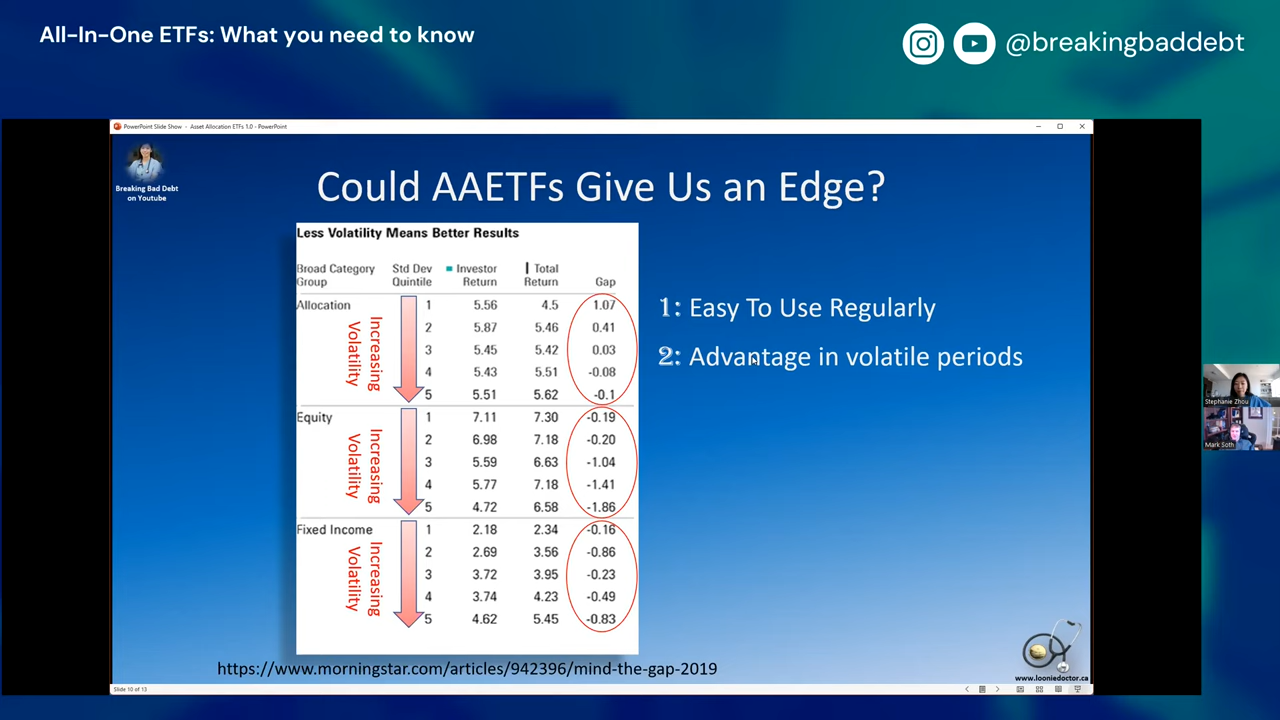 All-In-One ETFs: What you need to know
@breakingbaddebt
PowerPoint Slide Show - Asset Allocation ETFs 1.0 - PowerPoint
Breaking Bad Debt
on Youtube
Could AAETFs Give Us an Edge?
Less Volatility Means Better Results
Broad Category Group Std Dev Quintile Investor Return Total Return Gap
Allocation 1 5.56 4.5 1.07
2 5.87 5.46 0.41
3 5.45 5.42 0.03
4 5.43 5.51 -0.08
5 5.51 5.62 -0.1
Increasing Volatility
Equity 1 7.11 7.30 -0.19
2 6.98 7.18 -0.20
3 5.59 6.63 -1.04
4 5.77 7.18 -1.41
5 4.72 6.58 -1.86
Increasing Volatility
Fixed Income 1 2.18 2.34 -0.16
2 2.69 3.56 -0.86
3 3.72 3.95 -0.23
4 3.74 4.23 -0.49
5 4.62 5.45 -0.83
Increasing Volatility
1: Easy To Use Regularly
2: Advantage in volatile periods
https://www.morningstar.com/articles/942396/mind-the-gap-2019
www.looniedoctor.ca
Slide 10 of 13
Stephanie Zhou
Mark Soth